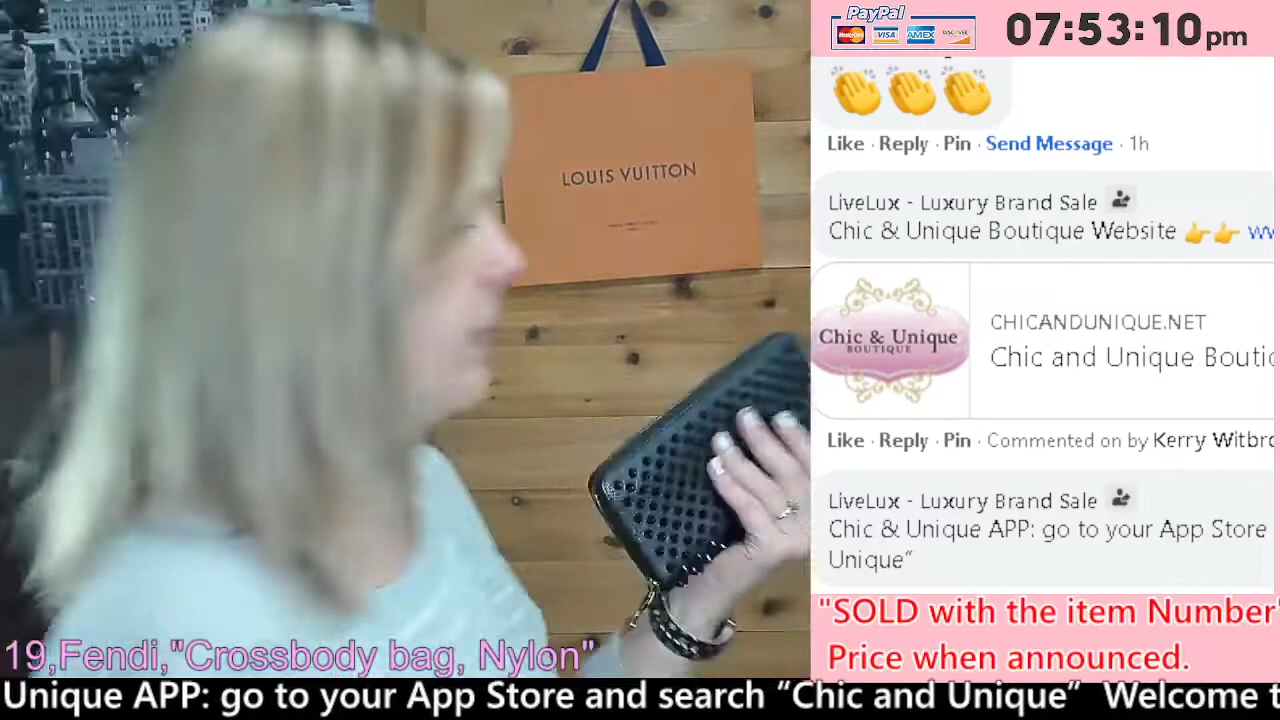 PayPal
MasterCard VISA AMEX DISCOVER
07:53:10pm
LOUIS VUITTON
Like · Reply · Pin · Send Message · 1h
LiveLux - Luxury Brand Sale
Chic & Unique Boutique Website 👉👉
Chic & Unique
BOUTIQUE
CHICANDUNIQUE.NET
Chic and Unique Boutiq
Like · Reply · Pin · Commented on by Kerry Witbro
LiveLux - Luxury Brand Sale
Chic & Unique APP: go to your App Store
Unique“
"SOLD with the item Number"
Price when announced.
19,Fendi,"Crossbody bag, Nylon"
Unique APP: go to your App Store and search “Chic and Unique“ Welcome t